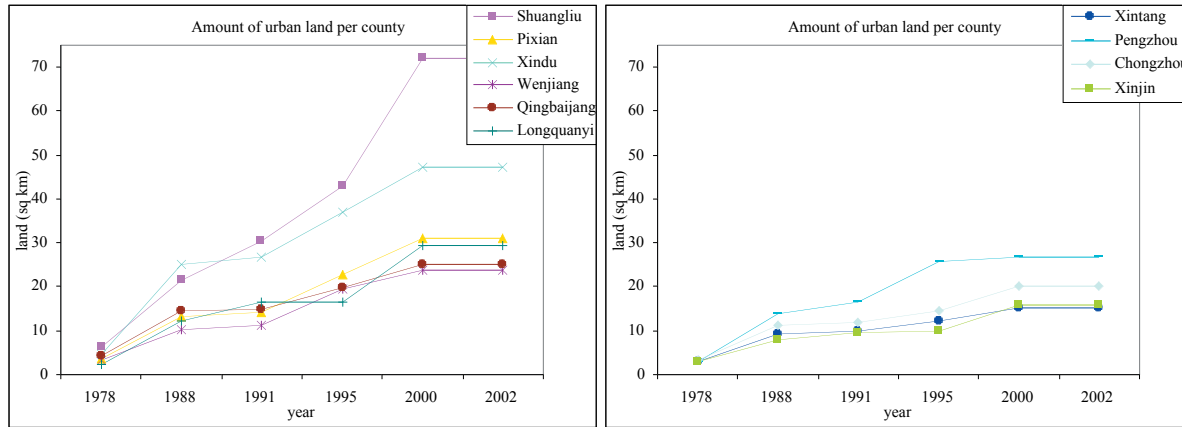 Amount of urban land per county
Shuangliu
Pixian
Xindu
Wenjiang
Qingbaijang
Longquanyi
land (sq km)
70
60
50
40
30
20
10
0
1978 1988 1991 1995 2000 2002
year
Amount of urban land per county
Xintang
Pengzhou
Chongzhou
Xinjin
land (sq km)
70
60
50
40
30
20
10
0
1978 1988 1991 1995 2000 2002
year